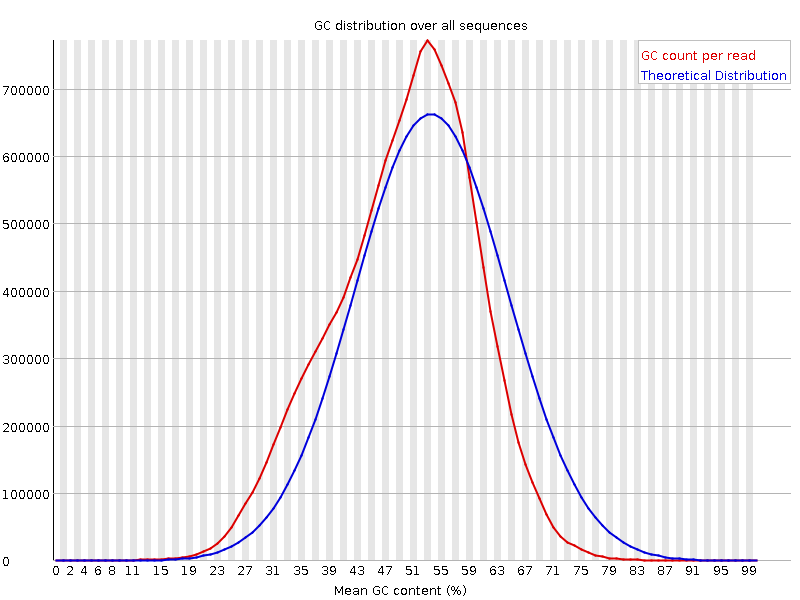 GC distribution over all sequences
GC count per read
Theoretical Distribution
700000
600000
500000
400000
300000
200000
100000
0
0 2 4 6 8 11 15 19 23 27 31 35 39 43 47 51 55 59 63 67 71 75 79 83 87 91 95 99
Mean GC content (%)